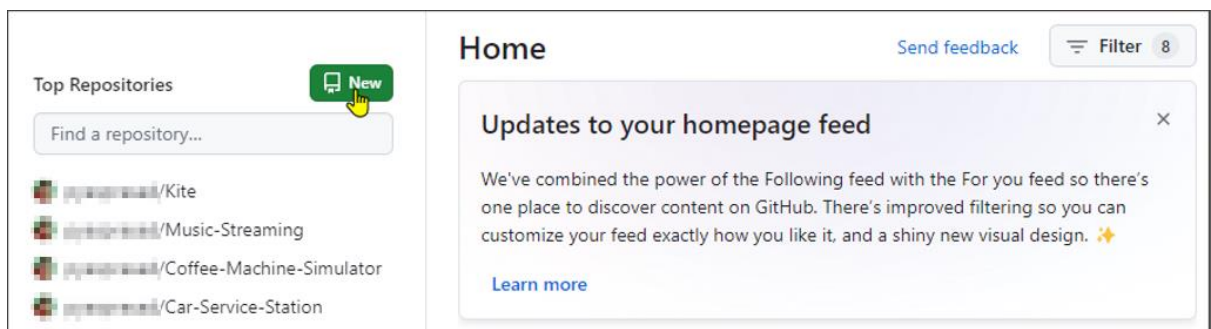 Top Repositories
New
Find a repository...
/Kite
/Music-Streaming
/Coffee-Machine-Simulator
/Car-Service-Station
Home
Send feedback
Filter 8
Updates to your homepage feed
We've combined the power of the Following feed with the For you feed so there's
one place to discover content on GitHub. There's improved filtering so you can
customize your feed exactly how you like it, and a shiny new visual design. ✨
Learn more